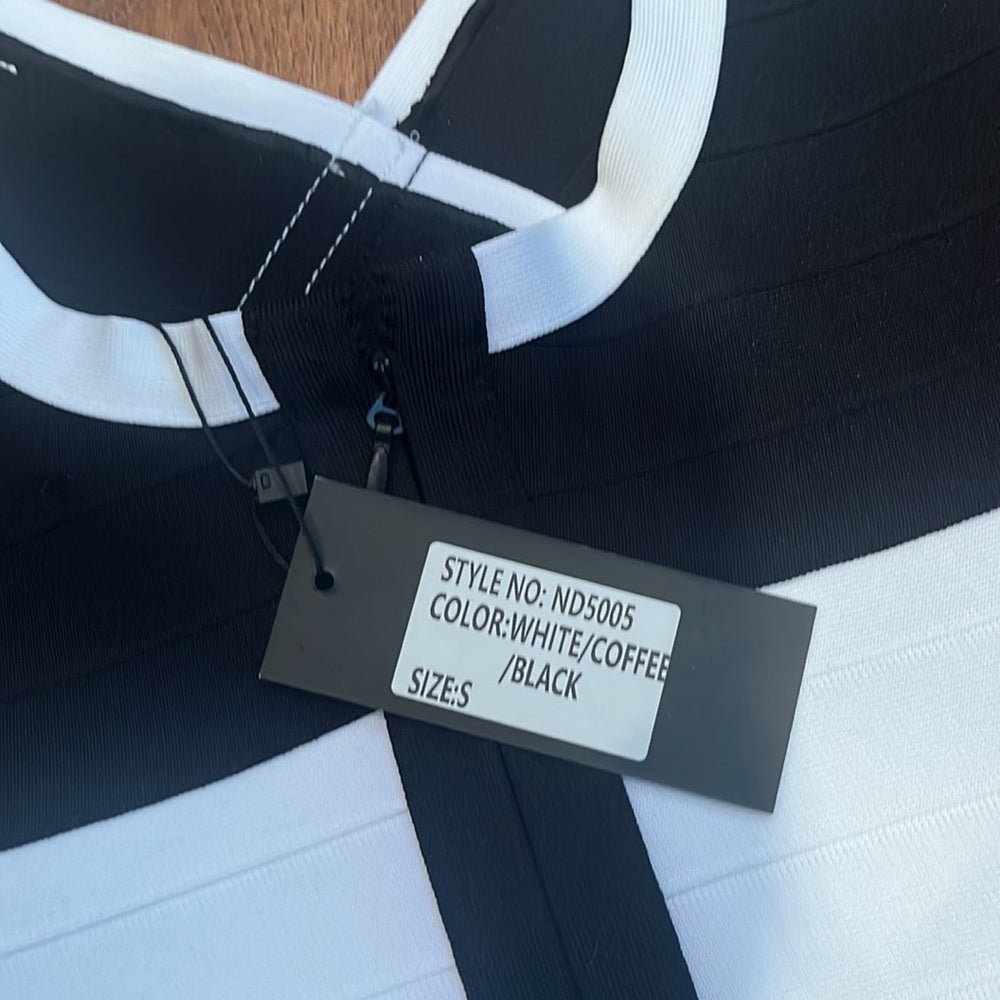 STYLE NO: ND5005
COLOR:WHITE/COFFEE
/BLACK
SIZE:S